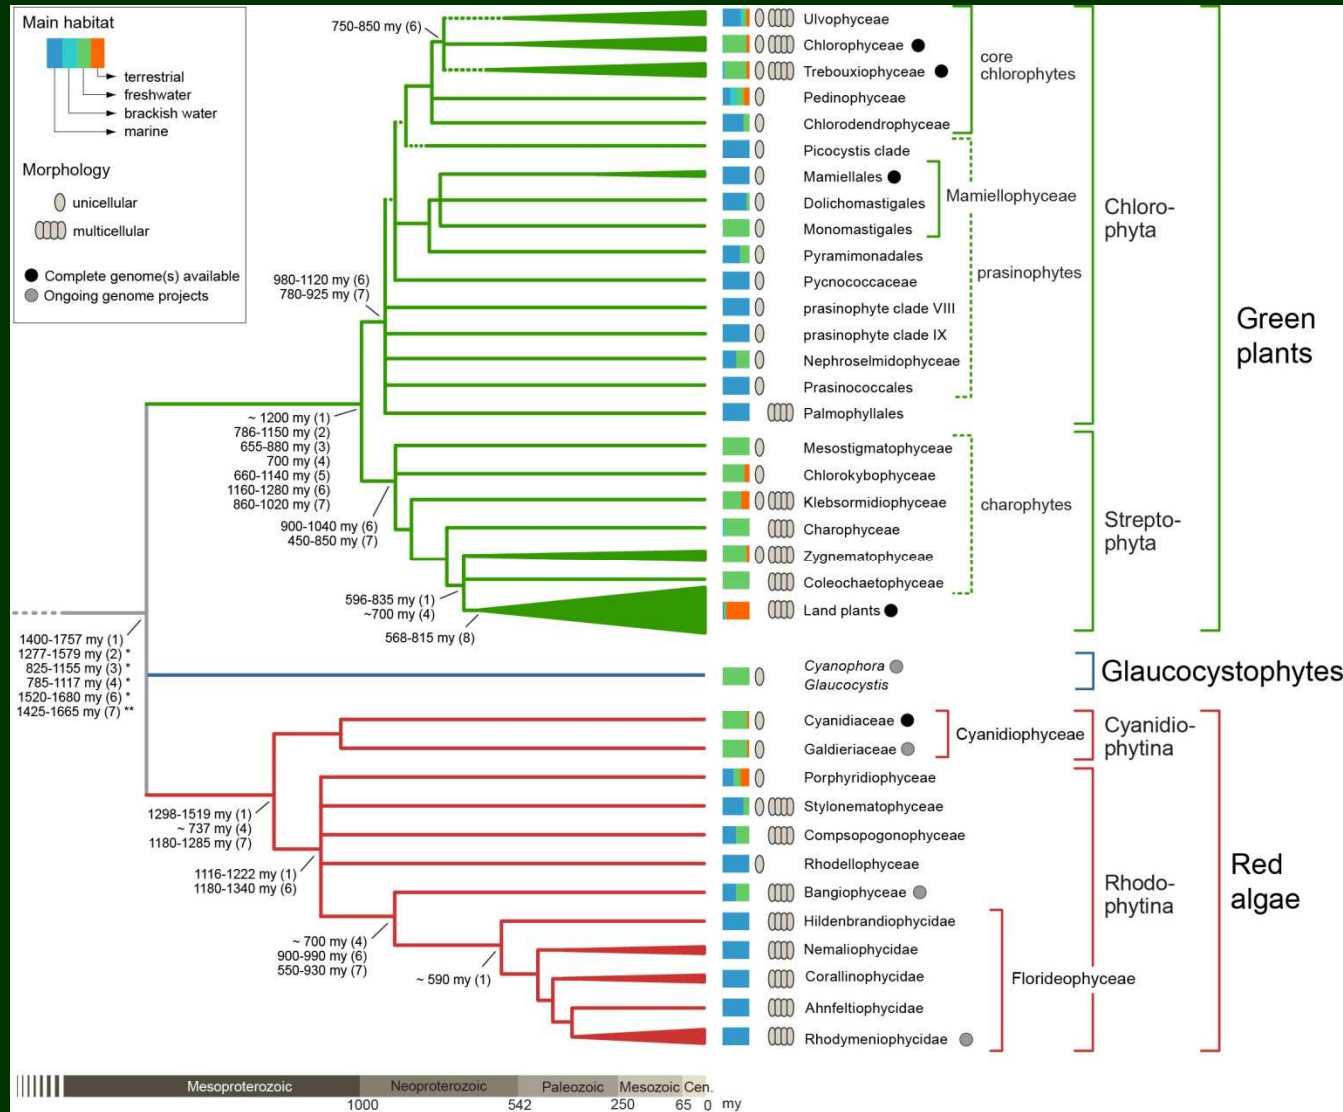 Main habitat
terrestrial
freshwater
brackish water
marine
Morphology
unicellular
multicellular
Complete genome(s) available
Ongoing genome projects
750-850 my (6)
980-1120 my (6)
780-925 my (7)
~ 1200 my (1)
786-1150 my (2)
655-880 my (3)
700 my (4)
660-1140 my (5)
1160-1280 my (6)
860-1020 my (7)
900-1040 my (6)
450-850 my (7)
596-835 my (1)
~700 my (4)
568-815 my (8)
1400-1757 my (1)
1277-1579 my (2) *
825-1155 my (3) *
785-1117 my (4) *
1520-1680 my (6) *
1425-1665 my (7) **
1298-1519 my (1)
~ 737 my (4)
1180-1285 my (7)
1116-1222 my (1)
1180-1340 my (6)
~ 700 my (4)
900-990 my (6)
550-930 my (7)
~ 590 my (1)
Ulvophyceae
Chlorophyceae
Trebouxiophyceae
Pedinophyceae
Chlorodendrophyceae
Picocystis clade
Mamiellales
Dolichomastigales
Monomastigales
Pyramimonadales
Pycnococcaceae
prasinophyte clade VIII
prasinophyte clade IX
Nephroselmidophyceae
Prasinococcales
Palmophyllales
Mesostigmatophyceae
Chlorokybophyceae
Klebsormidiophyceae
Charophyceae
Zygnematophyceae
Coleochaetophyceae
Land plants
Cyanophora
Glaucocystis
Cyanidiaceae
Galdieriaceae
Porphyridiophyceae
Stylonematophyceae
Compsopogonophyceae
Rhodellophyceae
Bangiophyceae
Hildenbrandiophycidae
Nemaliophycidae
Corallinophycidae
Ahnfeltiophycidae
Rhodymeniophycidae
core
chlorophytes
Mamiellophyceae
prasinophytes
charophytes
Cyanidiophyceae
Florideophyceae
Chloro-
phyta
Strepto-
phyta
Cyanidio-
phytina
Rhodo-
phytina
Green
plants
Glaucocystophytes
Red
algae
Mesoproterozoic Neoproterozoic Paleozoic Mesozoic Cen.
1000 542 250 65 0 my